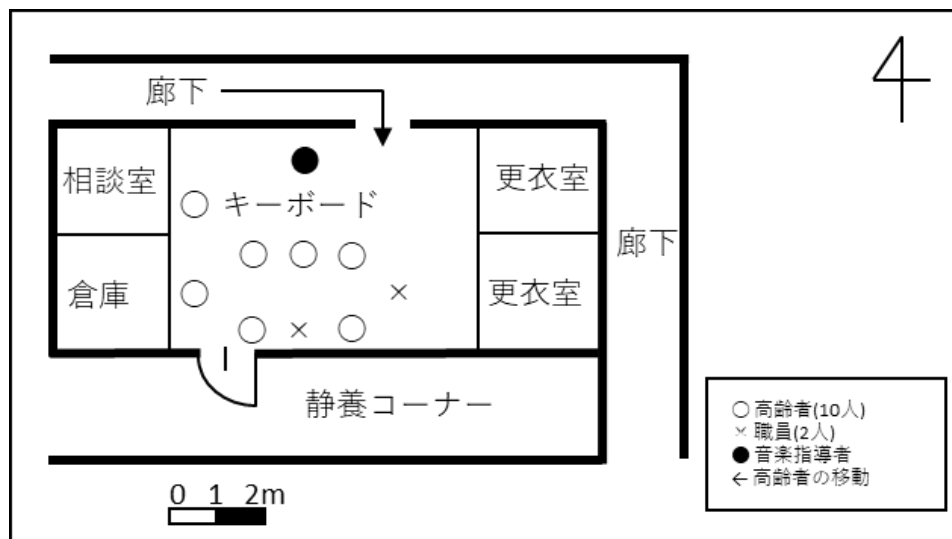 廊下
相談室
更衣室
キーボード
廊下
倉庫
更衣室
静養コーナー
○高齢者(10人)
×職員(2人)
●音楽指導者
←高齢者の移動
0 1 2m